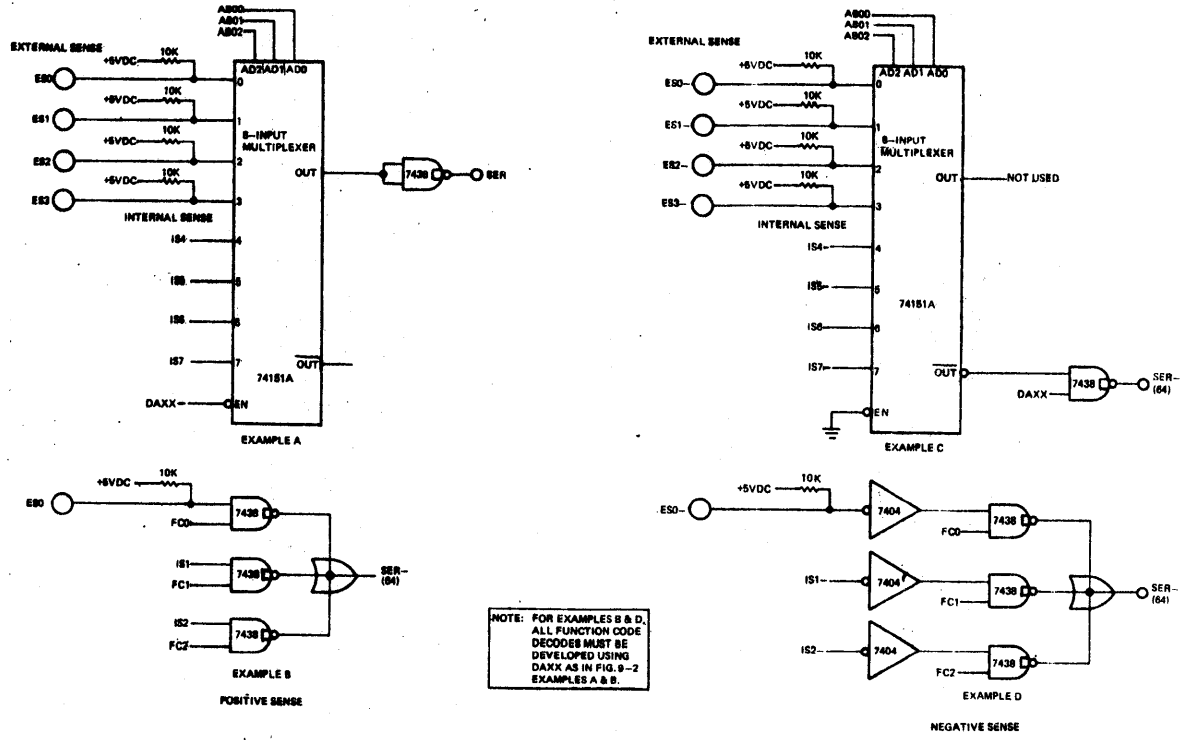 AB00
AB01
AB02
EXTERNAL SENSE
+5VDC 10K
AD2 AD1 AD0
ES0 0
+5VDC 10K
ES1 1
8-INPUT
MULTIPLEXER
+5VDC 10K
ES2 2
OUT 7438 SER
+5VDC 10K
ES3 3
INTERNAL SENSE
IS4 4
IS5 5
IS6 6
IS7 7
OUT
74151A
DAXX- EN
EXAMPLE A
+5VDC 10K
ES0 7438
FC0
IS1 7438
FC1
SER-
(64)
IS2 7438
FC2
EXAMPLE B
POSITIVE SENSE
AB00
AB01
AB02
EXTERNAL SENSE
+5VDC 10K
AD2 AD1 AD0
ES0- 0
+5VDC 10K
ES1- 1
8-INPUT
MULTIPLEXER
+5VDC 10K
ES2- 2
OUT NOT USED
+5VDC 10K
ES3- 3
INTERNAL SENSE
IS4- 4
IS5- 5
74151A
IS6- 6
IS7- 7
OUT 7438 SER-
(64)
DAXX
EN
EXAMPLE C
+5VDC 10K
ES0- 7404 7438
FC0
IS1- 7404 7438
FC1
SER-
(64)
IS2- 7404 7438
FC2
EXAMPLE D
NEGATIVE SENSE
NOTE: FOR EXAMPLES B & D,
ALL FUNCTION CODE
DECODES MUST BE
DEVELOPED USING
DAXX AS IN FIG. 9-2
EXAMPLES A & B.